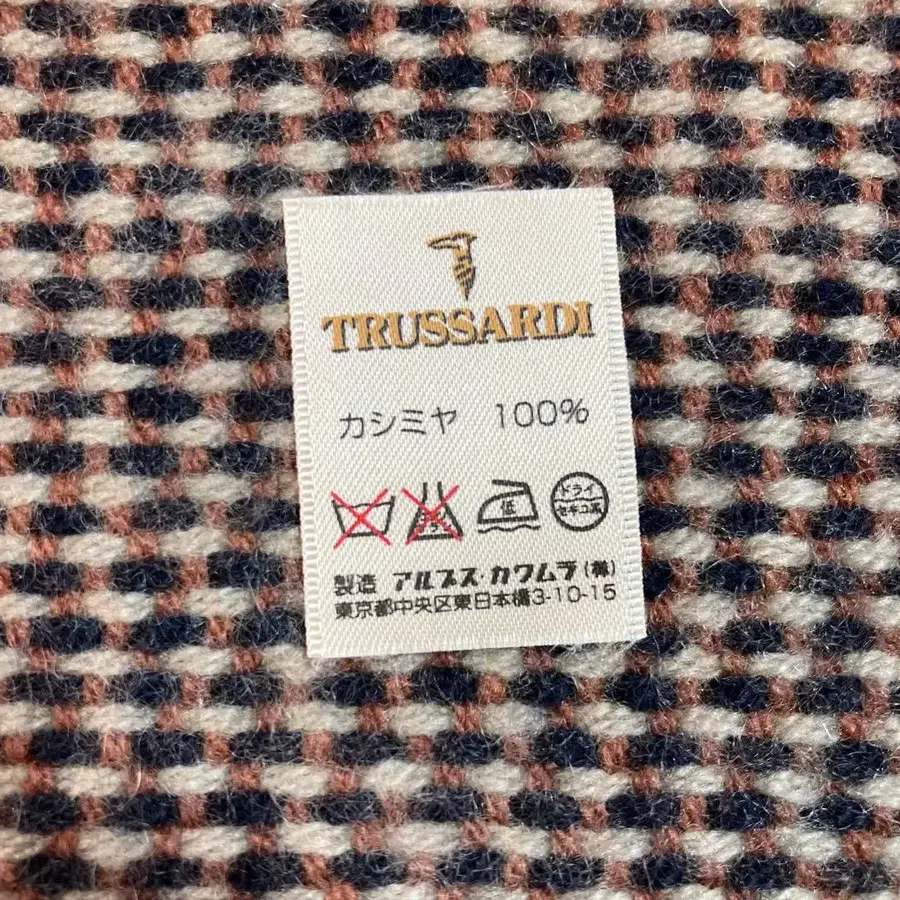 TRUSSARDI
カシミヤ 100%
低 ドライ
セキユ系
製造 アルプス・カワムラ(株)
東京都中央区東日本橋3-10-15